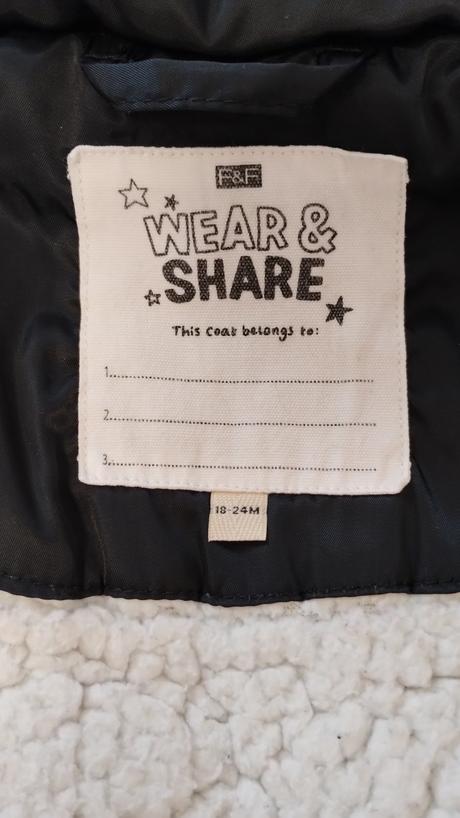 F&F
WEAR &
SHARE
This coat belongs to:
1.
2.
3.
18-24M